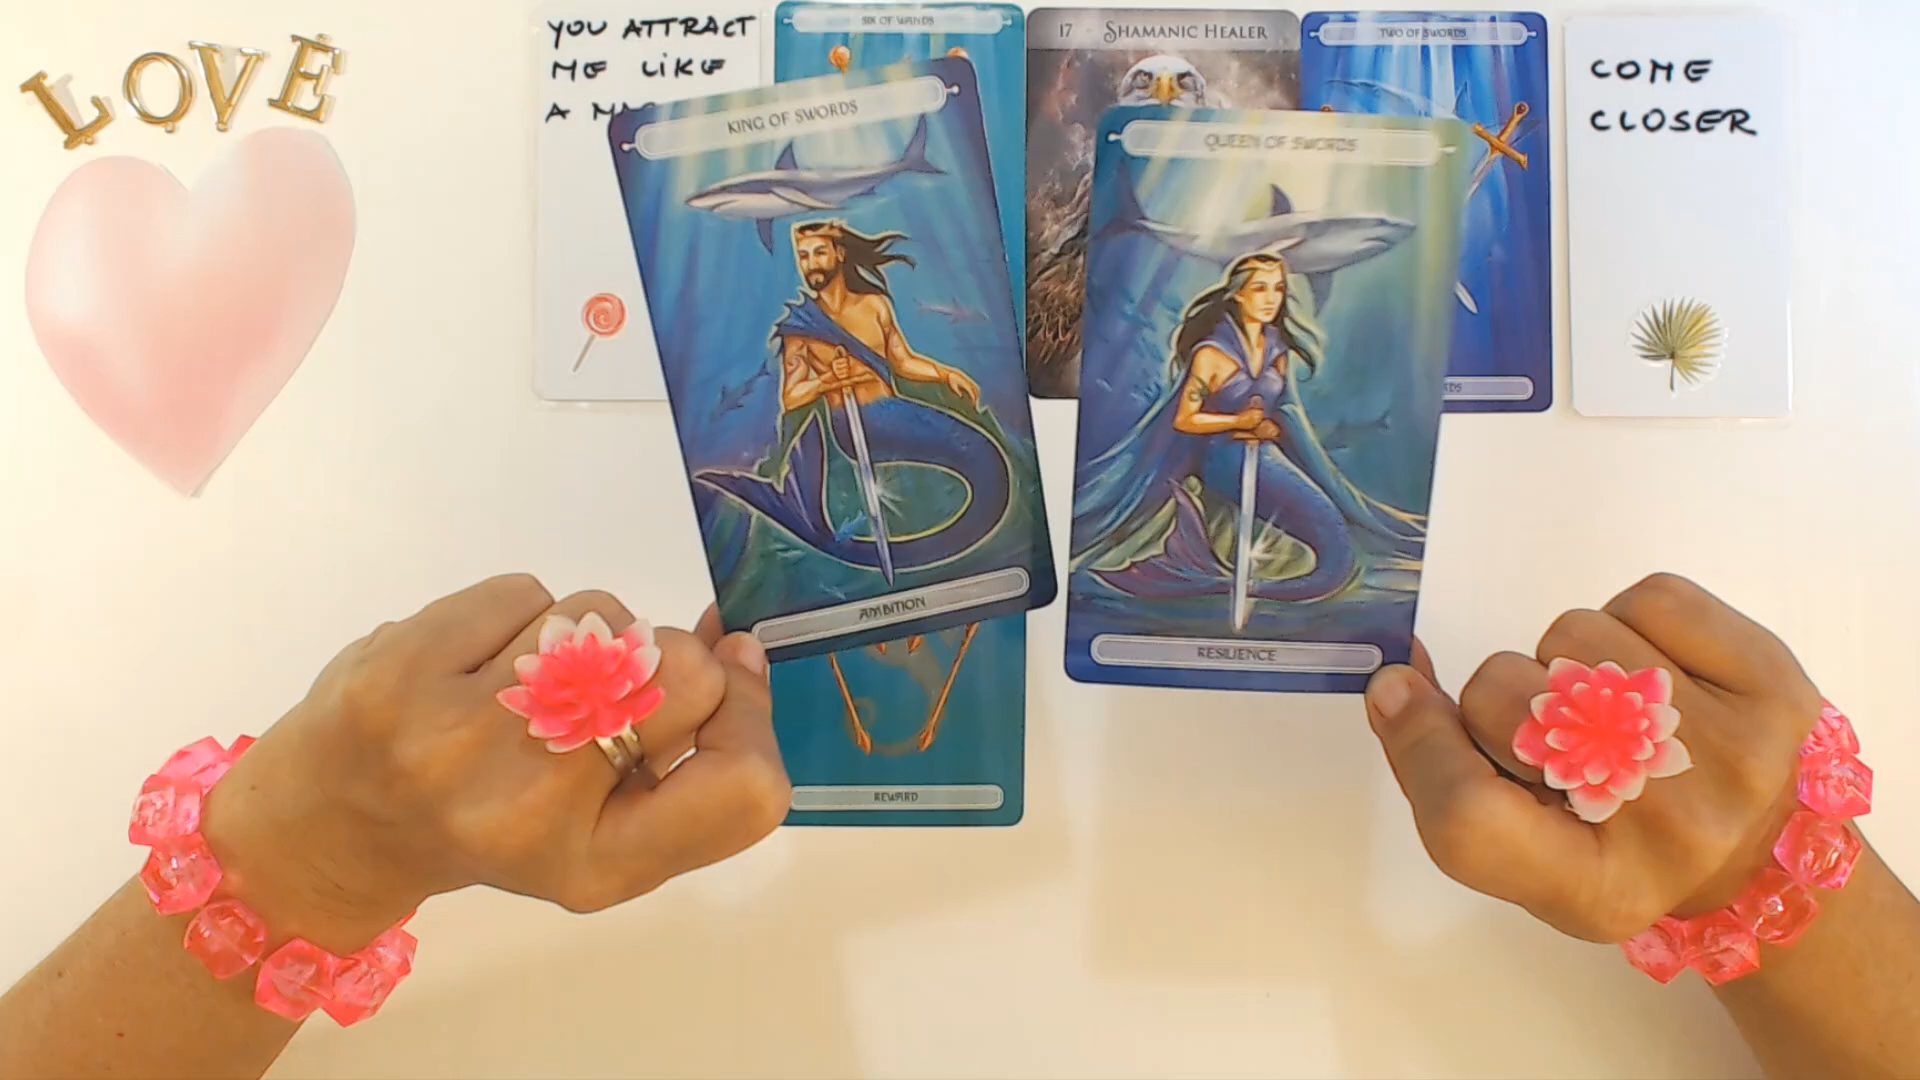 LOVE
YOU ATTRACT
ME LIKE
A
SIX OF WANDS
17 SHAMANIC HEALER
TWO OF SWORDS
COME
CLOSER
KING OF SWORDS
QUEEN OF SWORDS
AMBITION
RESILIENCE
REWARD